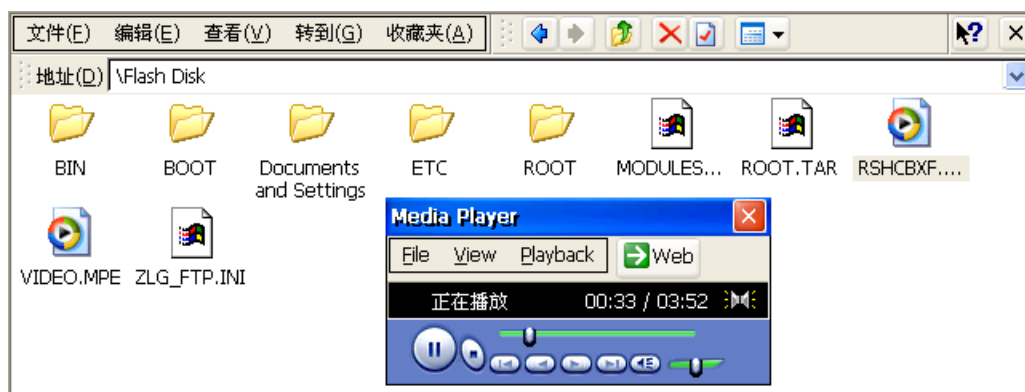 文件(F) 编辑(E) 查看(V) 转到(G) 收藏夹(A)
地址(D) \Flash Disk
BIN BOOT Documents and Settings ETC ROOT MODULES... ROOT.TAR RSHCBXF....
VIDEO.MPE ZLG_FTP.INI
Media Player
File View Playback Web
正在播放 00:33 / 03:52